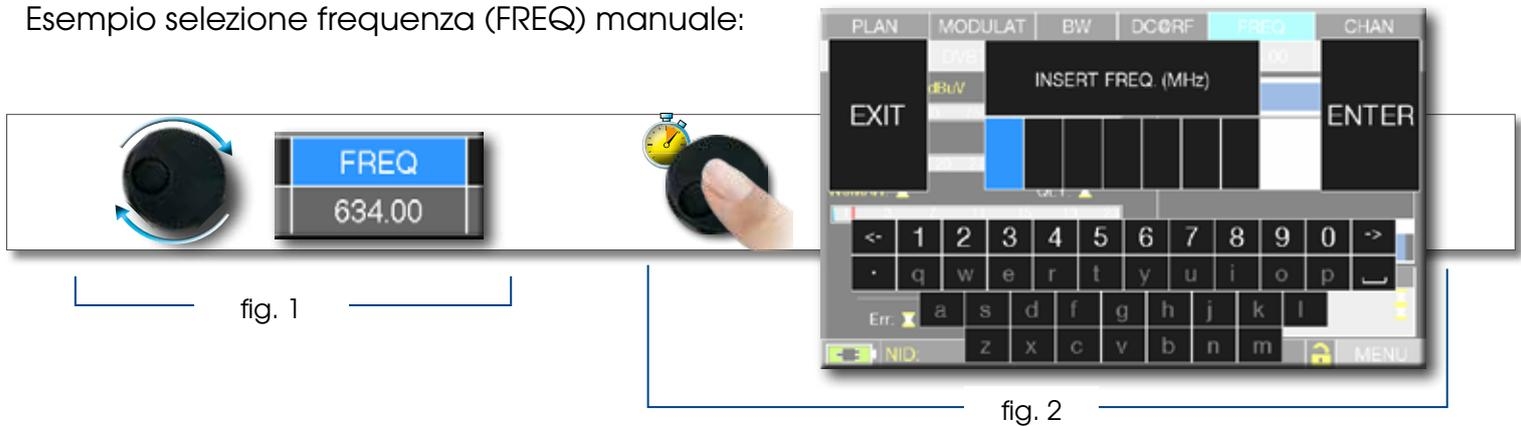 Esempio selezione frequenza (FREQ) manuale:
FREQ
634.00
fig. 1
PLAN MODULAT BW DC@RF FREQ CHAN
DVB .00
dBuV
INSERT FREQ. (MHz)
EXIT ENTER
<- 1 2 3 4 5 6 7 8 9 0 ->
. q w e r t y u i o p
a s d f g h j k l
Err:
z x c v b n m
NID: MENU
fig. 2